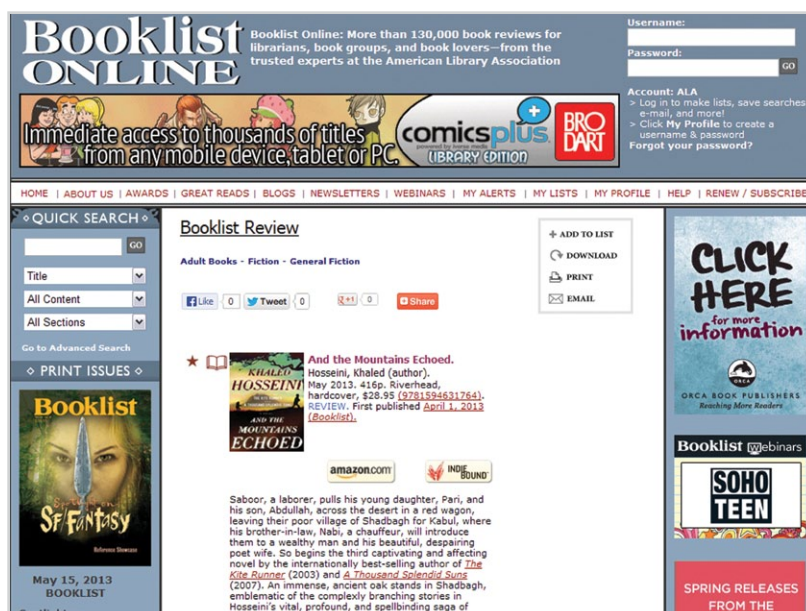 Booklist
ONLINE
Booklist Online: More than 130,000 book reviews for
librarians, book groups, and book lovers—from the
trusted experts at the American Library Association
Username:
Password:
GO
Account: ALA
> Log in to make lists, save searches,
e-mail, and more!
> Click My Profile to create a
username & password
Forgot your password?
Immediate access to thousands of titles
from any mobile device, tablet or PC.
comicsplus
powered by iverse media
LIBRARY EDITION
BRO
DART
HOME | ABOUT US | AWARDS | GREAT READS | BLOGS | NEWSLETTERS | WEBINARS | MY ALERTS | MY LISTS | MY PROFILE | HELP | RENEW / SUBSCRIBE
QUICK SEARCH
GO
Title
All Content
All Sections
Go to Advanced Search
PRINT ISSUES
Booklist
Spotlight on
SF/Fantasy
Reference Showcase
May 15, 2013
BOOKLIST
Booklist Review
+ ADD TO LIST
DOWNLOAD
PRINT
EMAIL
Adult Books - Fiction - General Fiction
Like 0 Tweet 0 g+1 0 Share
KHALED
HOSSEINI
AND THE
MOUNTAINS
ECHOED
And the Mountains Echoed.
Hosseini, Khaled (author).
May 2013. 416p. Riverhead,
hardcover, $28.95 (9781594631764).
REVIEW. First published April 1, 2013
(Booklist).
amazon.com
INDIE
BOUND
Saboor, a laborer, pulls his young daughter, Pari, and
his son, Abdullah, across the desert in a red wagon,
leaving their poor village of Shadbagh for Kabul, where
his brother-in-law, Nabi, a chauffeur, will introduce
them to a wealthy man and his beautiful, despairing
poet wife. So begins the third captivating and affecting
novel by the internationally best-selling author of The
Kite Runner (2003) and A Thousand Splendid Suns
(2007). An immense, ancient oak stands in Shadbagh,
emblematic of the complexly branching stories in
Hosseini's vital, profound, and spellbinding saga of
CLICK
HERE
for more
information
ORCA
ORCA BOOK PUBLISHERS
Reaching More Readers
Booklist Webinars
SOHO
TEEN
SPRING RELEASES
FROM THE